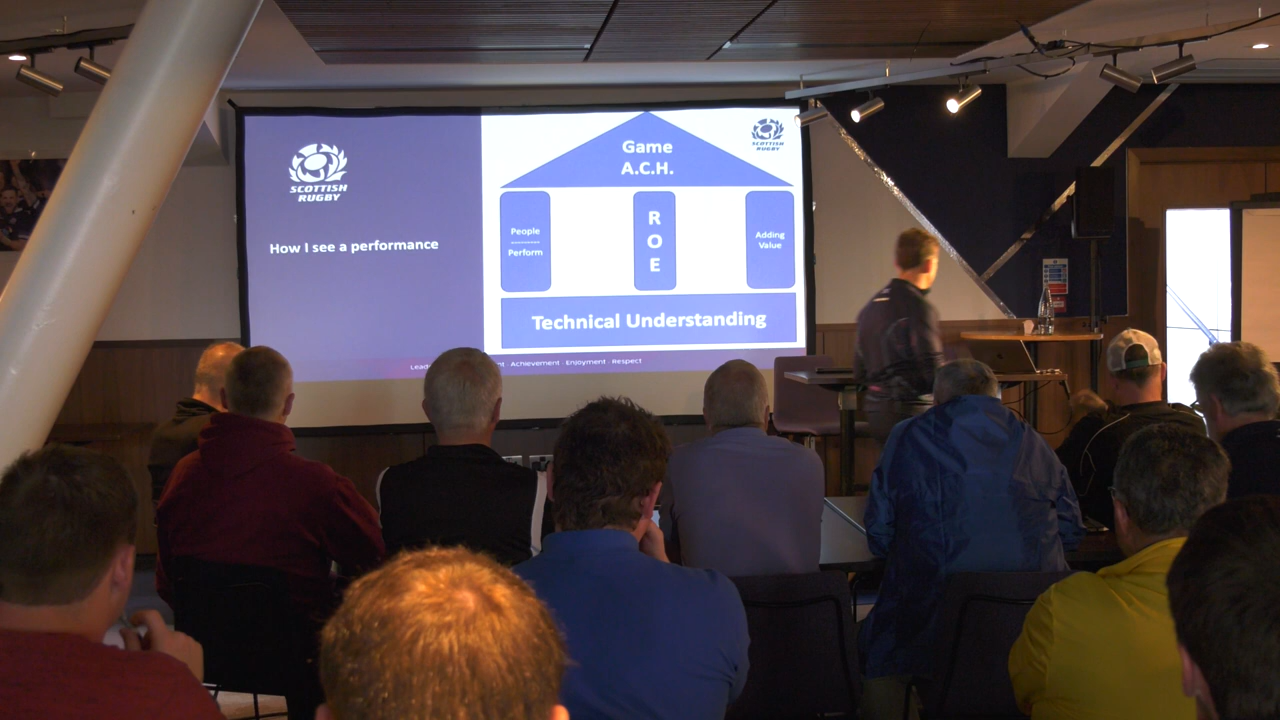 SCOTTISH
RUGBY
How I see a performance
Game
A.C.H.
SCOTTISH
RUGBY
People
Perform
R
O
E
Adding
Value
Technical Understanding
Achievement Enjoyment Respect